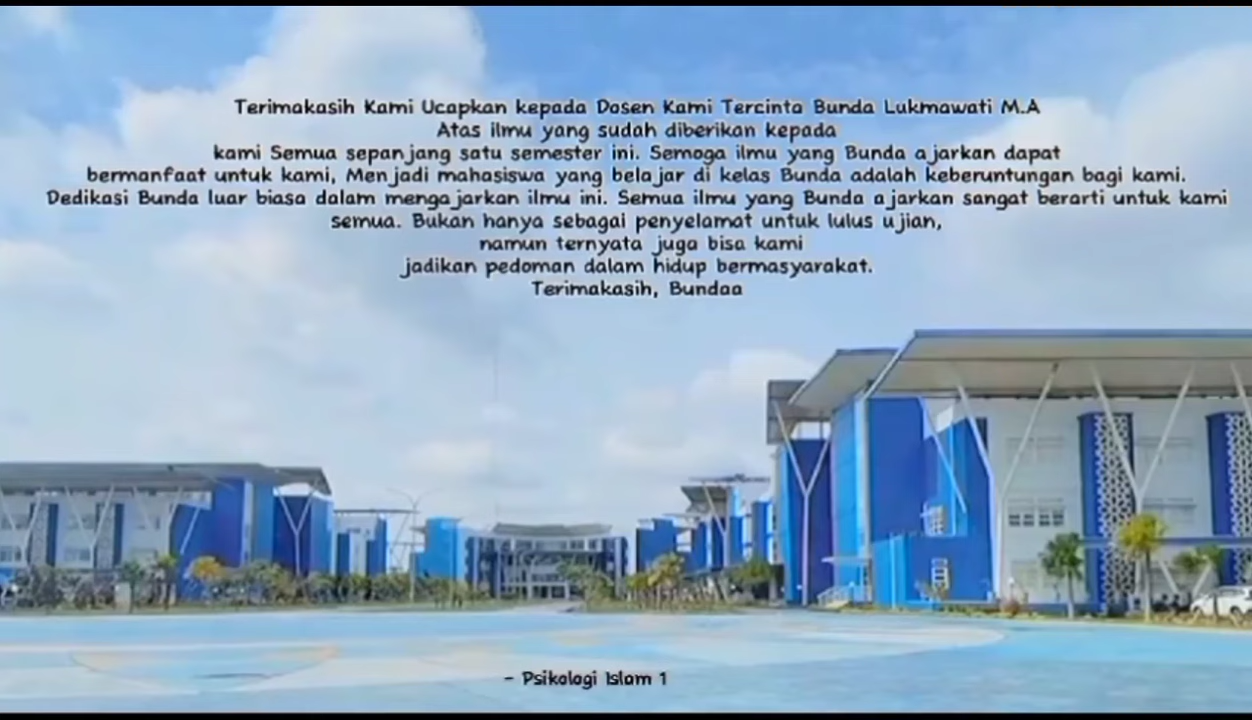 Terimakasih Kami Ucapkan kepada Dosen Kami Tercinta Bunda Lukmawati M.A
Atas ilmu yang sudah diberikan kepada
kami Semua sepanjang satu semester ini. Semoga ilmu yang Bunda ajarkan dapat
bermanfaat untuk kami, Menjadi mahasiswa yang belajar di kelas Bunda adalah keberuntungan bagi kami.
Dedikasi Bunda luar biasa dalam mengajarkan ilmu ini. Semua ilmu yang Bunda ajarkan sangat berarti untuk kami
semua. Bukan hanya sebagai penyelamat untuk lulus ujian,
namun ternyata juga bisa kami
jadikan pedoman dalam hidup bermasyarakat.
Terimakasih, Bundaa
- Psikologi Islam 1